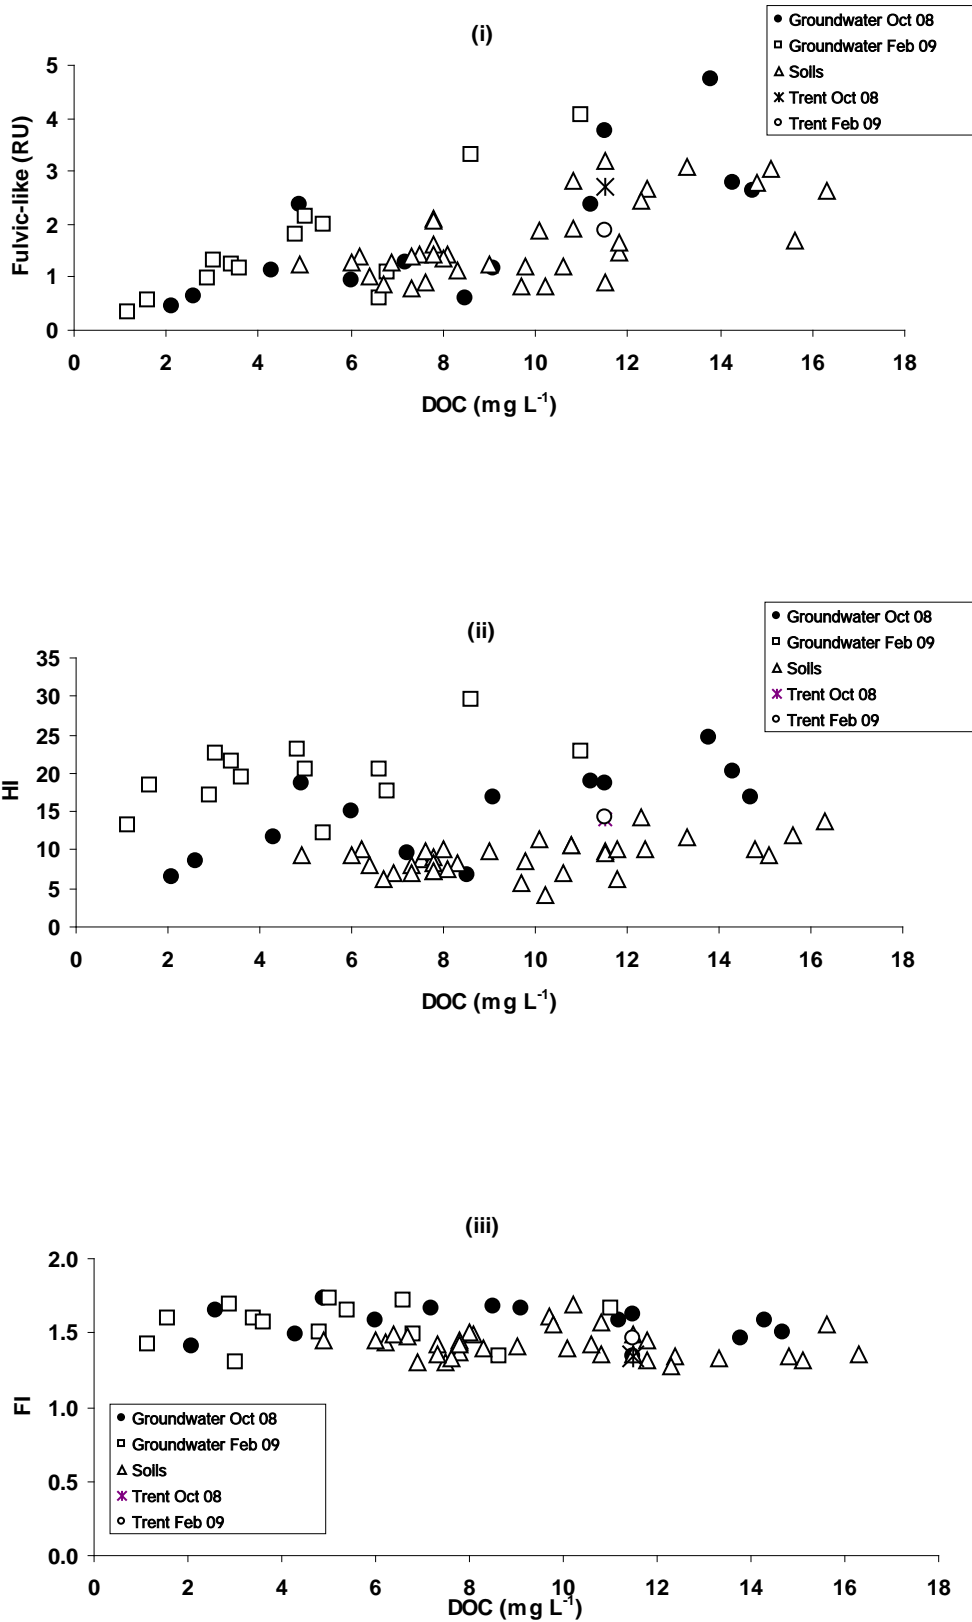 (i)
Groundwater Oct 08
Groundwater Feb 09
Soils
Trent Oct 08
Trent Feb 09
Fulvic-like (RU)
5
4
3
2
1
0
0 2 4 6 8 10 12 14 16 18
DOC (mg L-1)
(ii)
Groundwater Oct 08
Groundwater Feb 09
Soils
Trent Oct 08
Trent Feb 09
HI
35
30
25
20
15
10
5
0
0 2 4 6 8 10 12 14 16 18
DOC (mg L-1)
(iii)
FI
2.0
1.5
1.0
0.5
0.0
Groundwater Oct 08
Groundwater Feb 09
Soils
Trent Oct 08
Trent Feb 09
0 2 4 6 8 10 12 14 16 18
DOC (mg L-1)